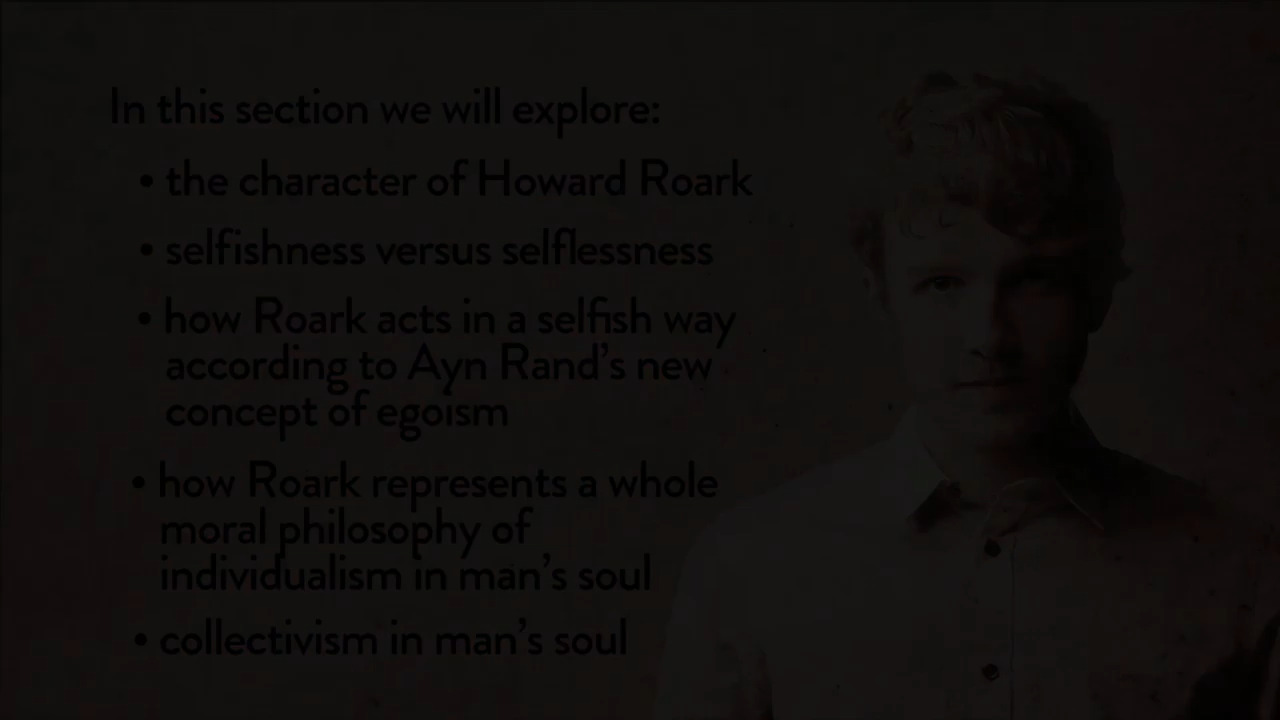 In this section we will explore:
• the character of Howard Roark
• selfishness versus selflessness
• how Roark acts in a selfish way
according to Ayn Rand’s new
concept of egoism
• how Roark represents a whole
moral philosophy of
individualism in man’s soul
• collectivism in man’s soul